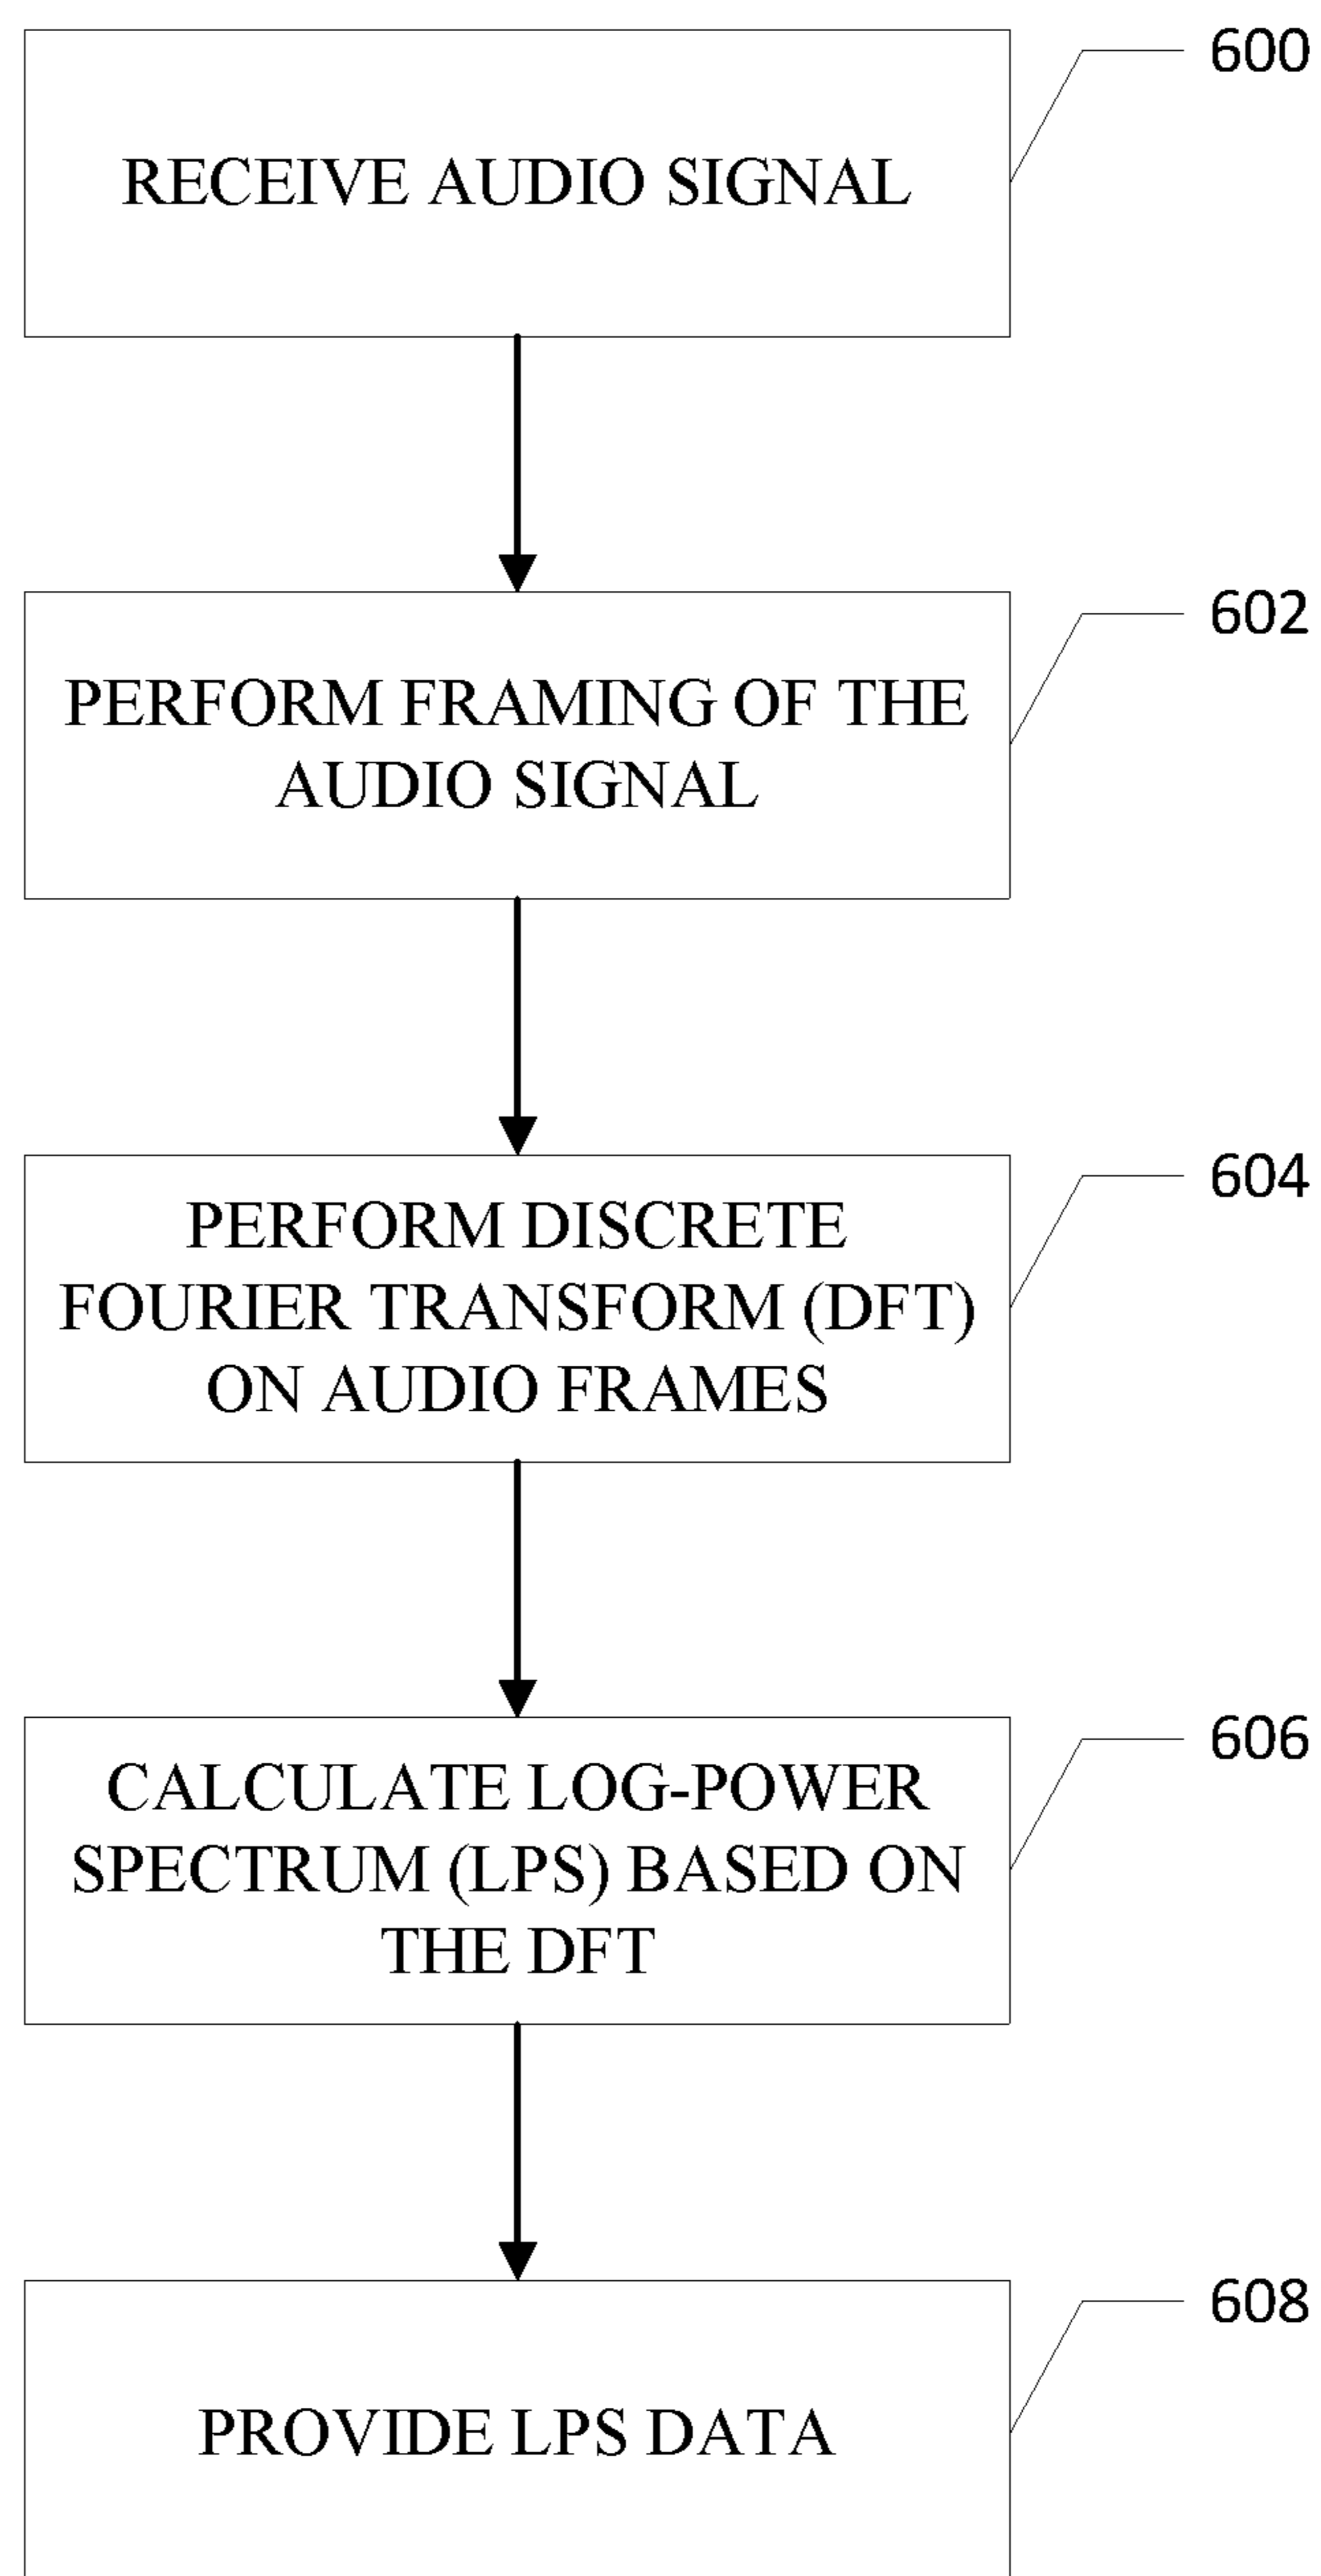 600
RECEIVE AUDIO SIGNAL
602
PERFORM FRAMING OF THE
AUDIO SIGNAL
604
PERFORM DISCRETE
FOURIER TRANSFORM (DFT)
ON AUDIO FRAMES
606
CALCULATE LOG-POWER
SPECTRUM (LPS) BASED ON
THE DFT
608
PROVIDE LPS DATA